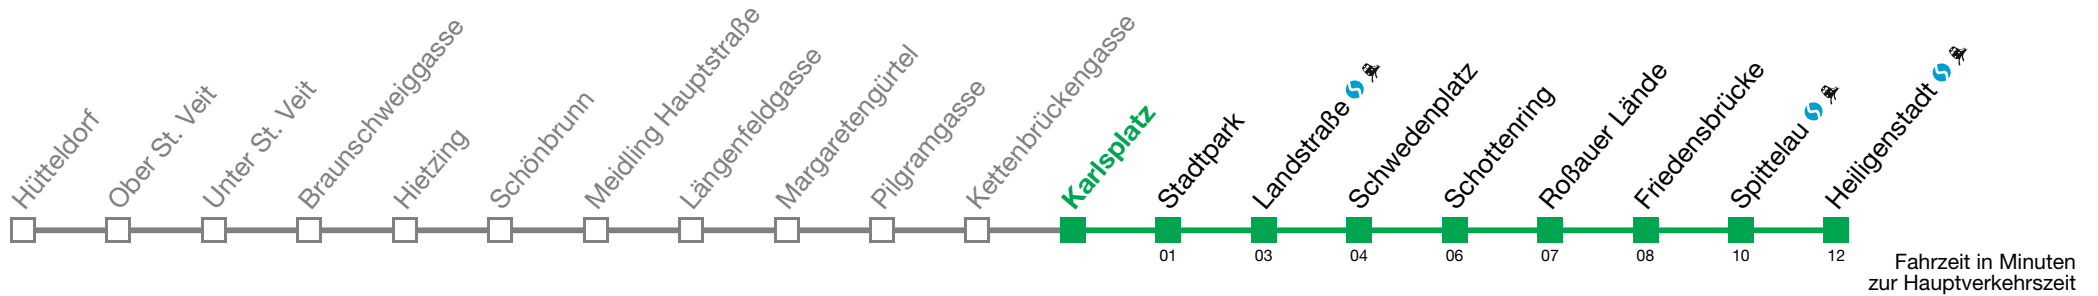 Hütteldorf
Ober St. Veit
Unter St. Veit
Braunschweiggasse
Hietzing
Schönbrunn
Meidling Hauptstraße
Längenfeldgasse
Margaretengürtel
Pilgramgasse
Kettenbrückengasse
Karlsplatz
Stadtpark
Landstraße
Schwedenplatz
Schottenring
Roßauer Lände
Friedensbrücke
Spittelau
Heiligenstadt
01
03
04
06
07
08
10
12
Fahrzeit in Minuten
zur Hauptverkehrszeit